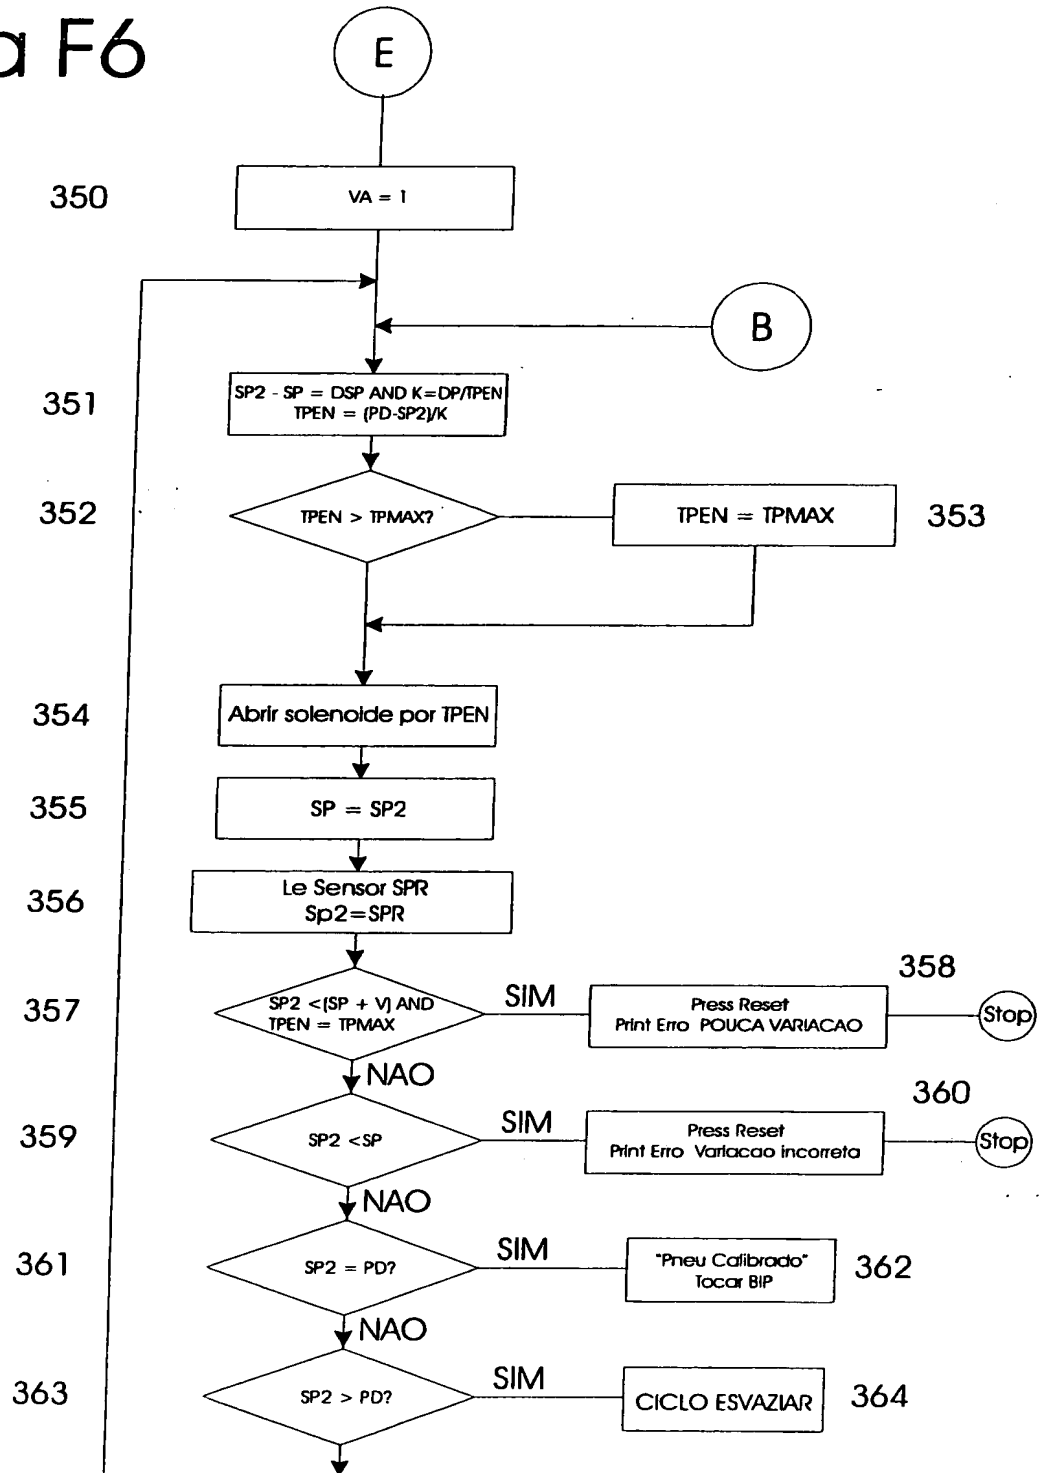 a F6
E
350
VA = 1
B
351
SP2 - SP = DSP AND K=DP/TPEN
TPEN = (PD-SP2)/K
352
TPEN > TPMAX?
TPEN = TPMAX
353
354
Abrir solenoide por TPEN
355
SP = SP2
356
Le Sensor SPR
Sp2=SPR
357
SP2 <(SP + V) AND
TPEN = TPMAX
SIM
358
Press Reset
Print Erro POUCA VARIACAO
Stop
NAO
359
SP2 <SP
SIM
360
Press Reset
Print Erro Variacao incorreta
Stop
NAO
361
SP2 = PD?
SIM
"Pneu Calibrado"
Tocar BIP
362
NAO
363
SP2 > PD?
SIM
CICLO ESVAZIAR
364